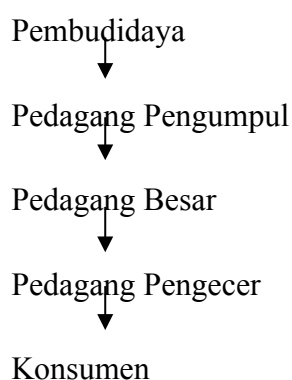 Pembudidaya
Pedagang Pengumpul
Pedagang Besar
Pedagang Pengecer
Konsumen